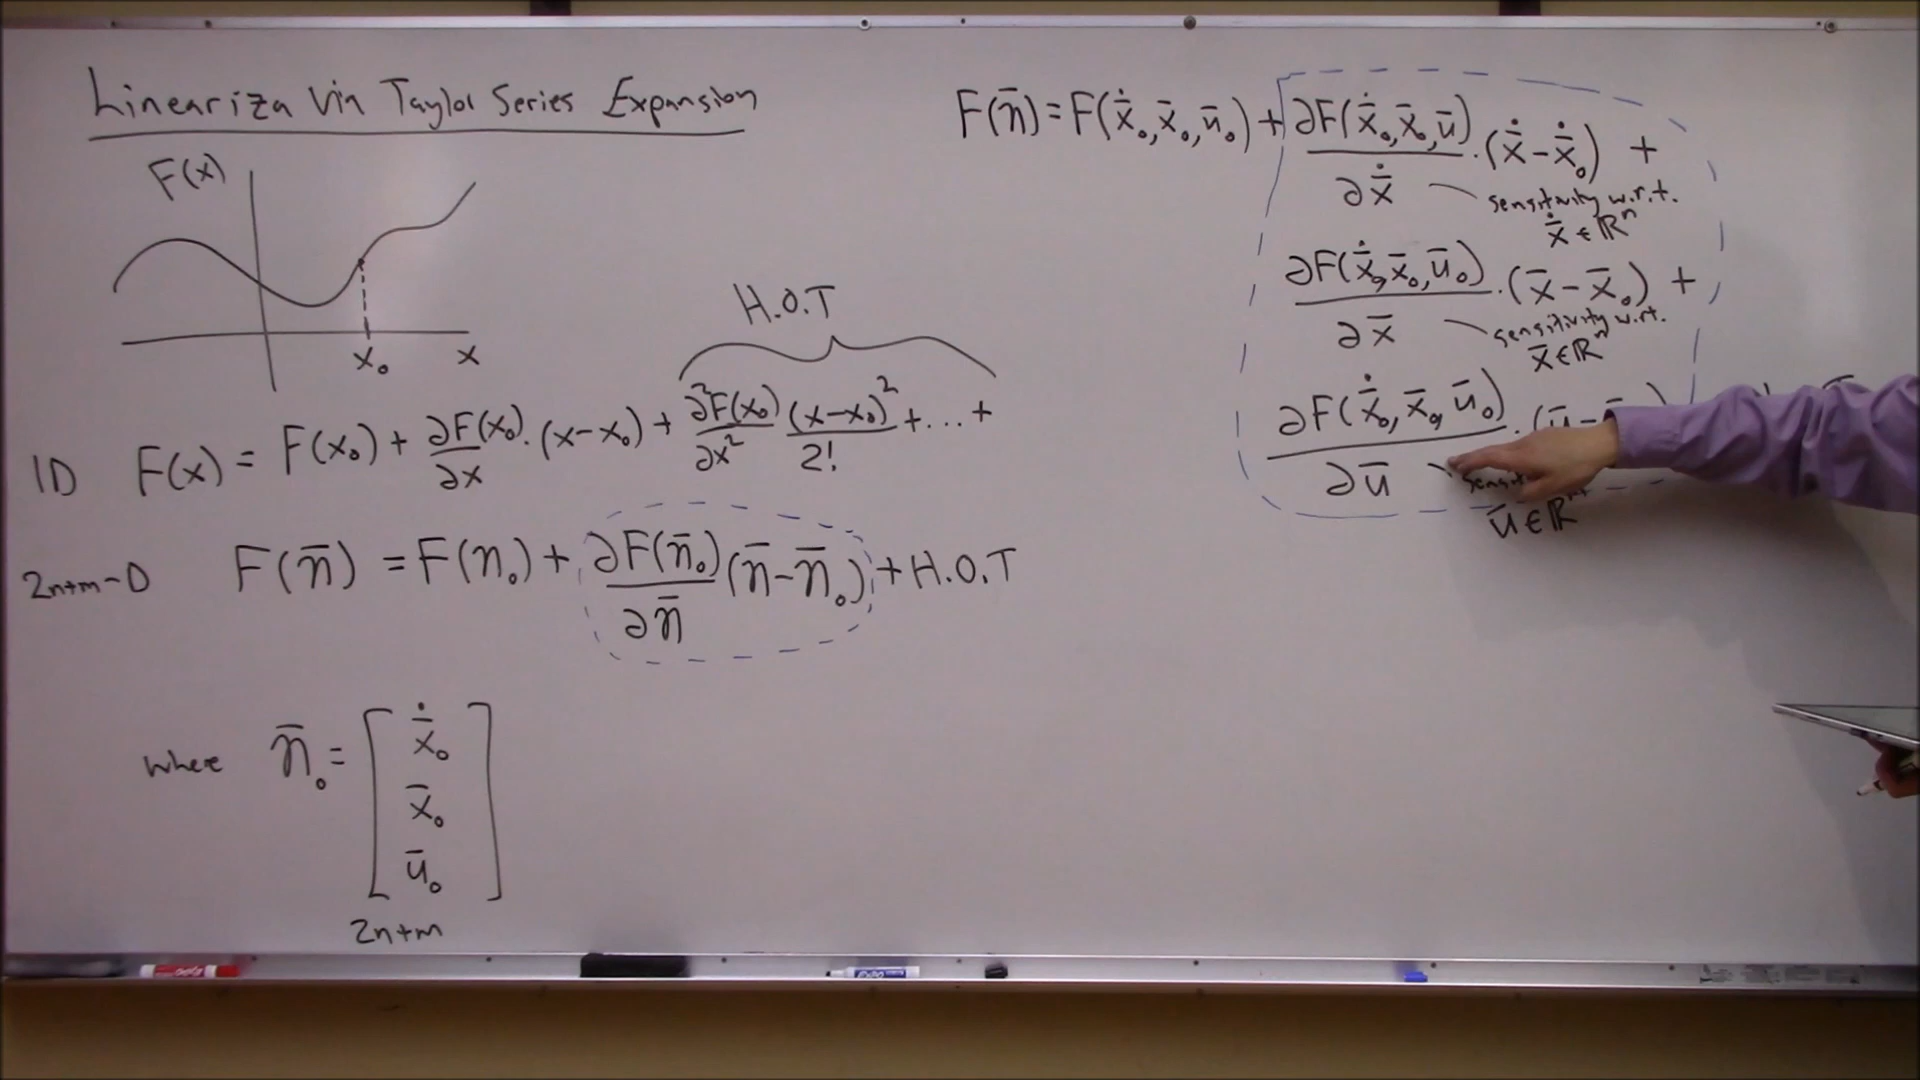 Lineariza Via Taylor Series Expansion
F(x)
x₀ x
H.O.T
1D F(x) = F(x₀) + ∂F(x₀)/∂x · (x-x₀) + ∂²F(x₀)/∂x² (x-x₀)²/2! + ... +
2n+m-D F(n̄) = F(n₀) + ∂F(n̄₀)/∂n̄ (n̄-n̄₀) + H.O.T
where n̄₀ = [ẋ̄₀
x̄₀
ū₀]
2n+m
F(n̄) = F(ẋ̄₀, x̄₀, ū₀) + ∂F(ẋ̄₀, x̄₀, ū)/∂ẋ̄ · (ẋ̄ - ẋ̄₀) +
sensitivity w.r.t.
ẋ̄ ∈ ℝⁿ
∂F(ẋ̄₀, x̄₀, ū₀)/∂x̄ · (x̄ - x̄₀) +
sensitivity w.r.t.
x̄ ∈ ℝⁿ
∂F(ẋ̄₀, x̄₀, ū₀)/∂ū · (ū -
ū ∈ ℝ
EXPO
EXPO